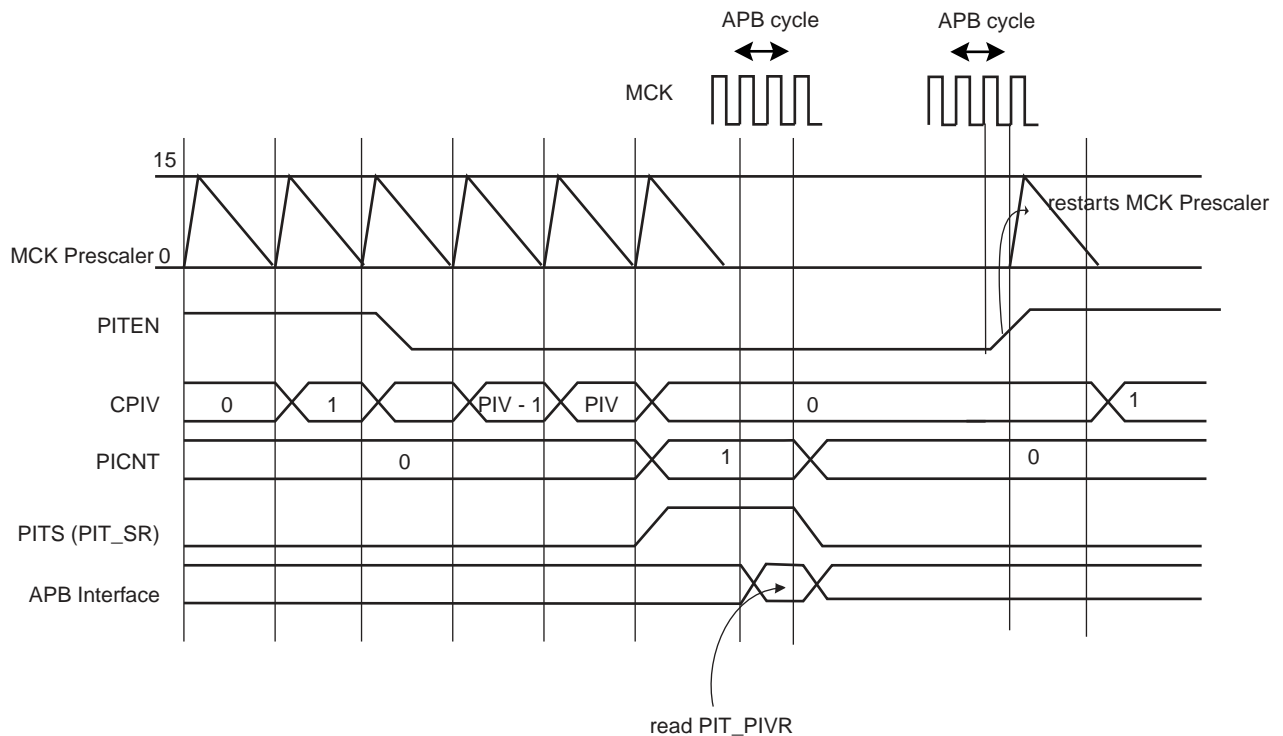 APB cycle
APB cycle
MCK
15
restarts MCK Prescaler
MCK Prescaler 0
PITEN
CPIV
0
1
PIV - 1
PIV
0
1
PICNT
0
1
0
PITS (PIT_SR)
APB Interface
read PIT_PIVR